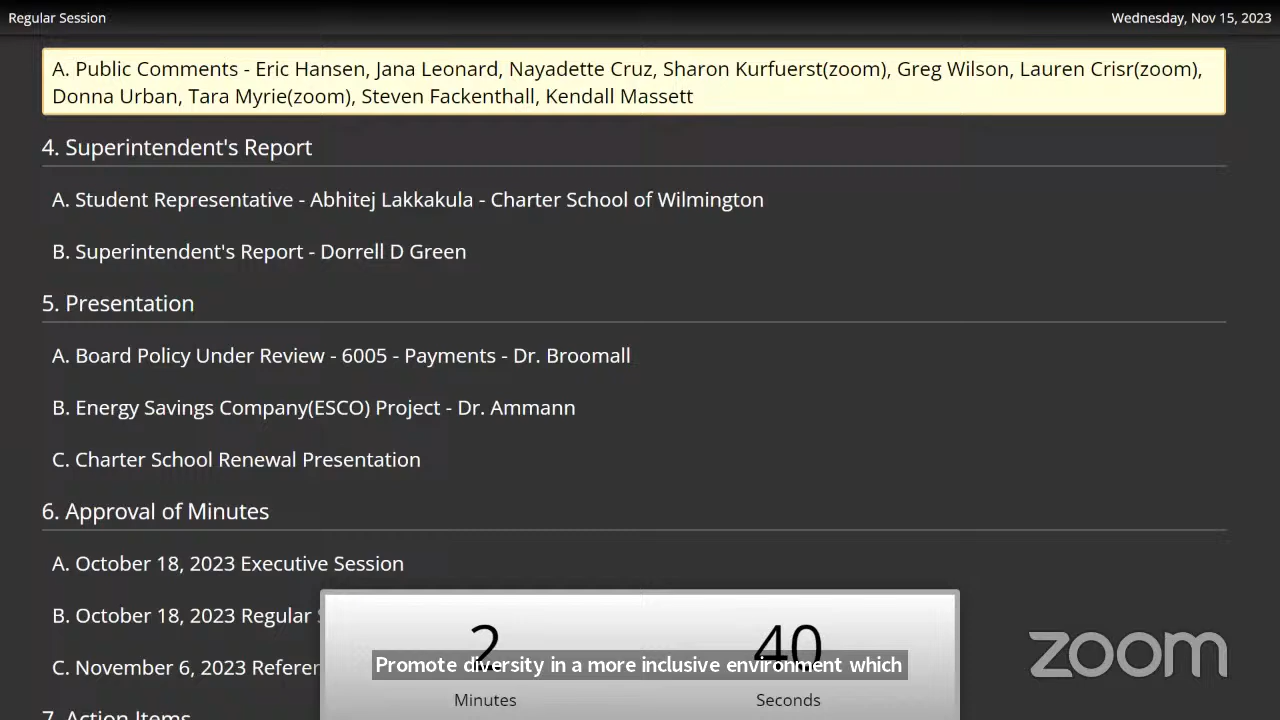 Regular Session
Wednesday, Nov 15, 2023
A. Public Comments - Eric Hansen, Jana Leonard, Nayadette Cruz, Sharon Kurfuerst(zoom), Greg Wilson, Lauren Crisr(zoom),
Donna Urban, Tara Myrie(zoom), Steven Fackenthall, Kendall Massett
4. Superintendent's Report
A. Student Representative - Abhitej Lakkakula - Charter School of Wilmington
B. Superintendent's Report - Dorrell D Green
5. Presentation
A. Board Policy Under Review - 6005 - Payments - Dr. Broomall
B. Energy Savings Company(ESCO) Project - Dr. Ammann
C. Charter School Renewal Presentation
6. Approval of Minutes
A. October 18, 2023 Executive Session
B. October 18, 2023 Regular
C. November 6, 2023
7. Action Items
2
40
Promote diversity in a more inclusive environment which
Minutes
Seconds
zoom